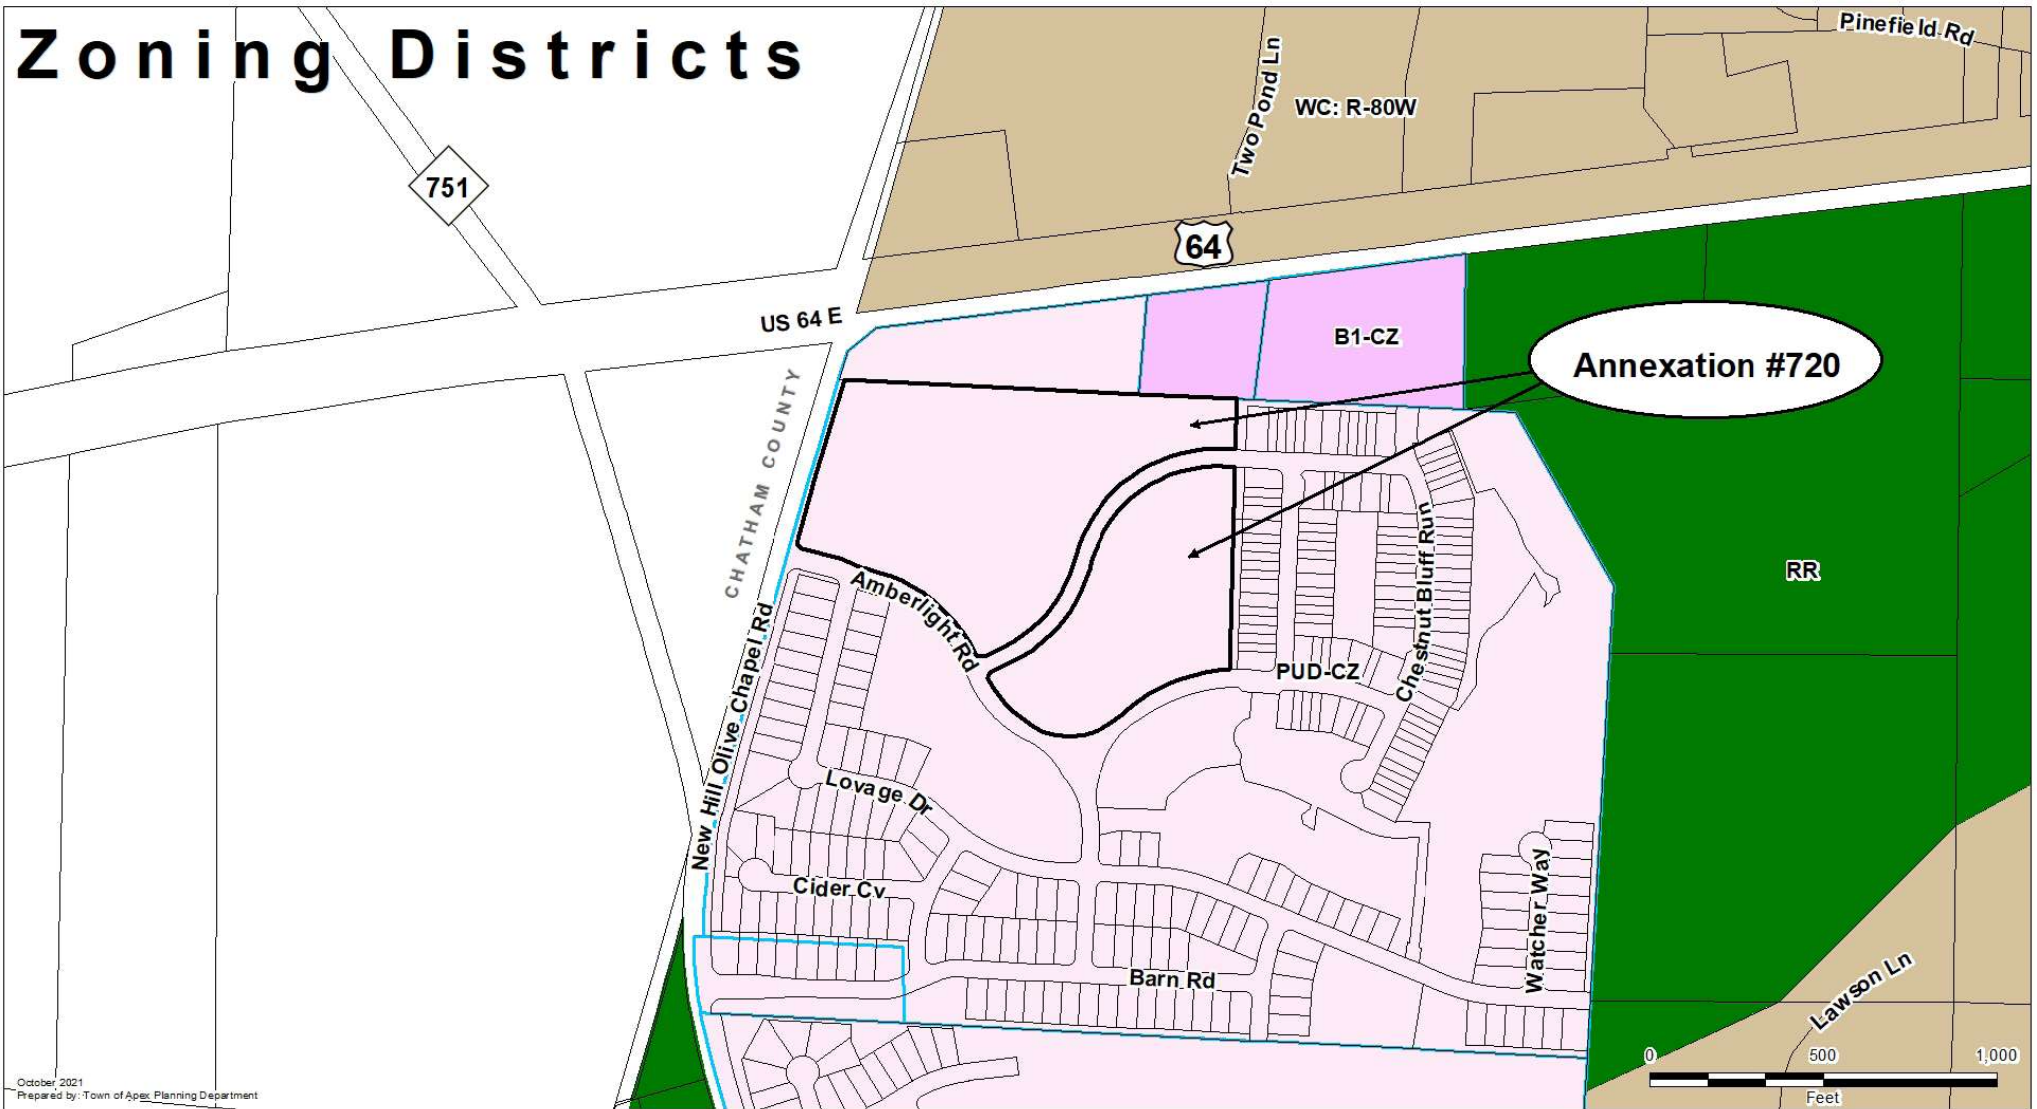 Zoning Districts
Pinefield Rd
Two Pond Ln
WC: R-80W
751
64
US 64 E
B1-CZ
Annexation #720
CHATHAM COUNTY
RR
Chestnut Bluff Run
Amberlight Rd
PUD-CZ
New Hill Olive Chapel Rd
Lovage Dr
Cider Cv
Watcher Way
Barn Rd
Lawson Ln
0 500 1,000
Feet
October 2021
Prepared by: Town of Apex Planning Department